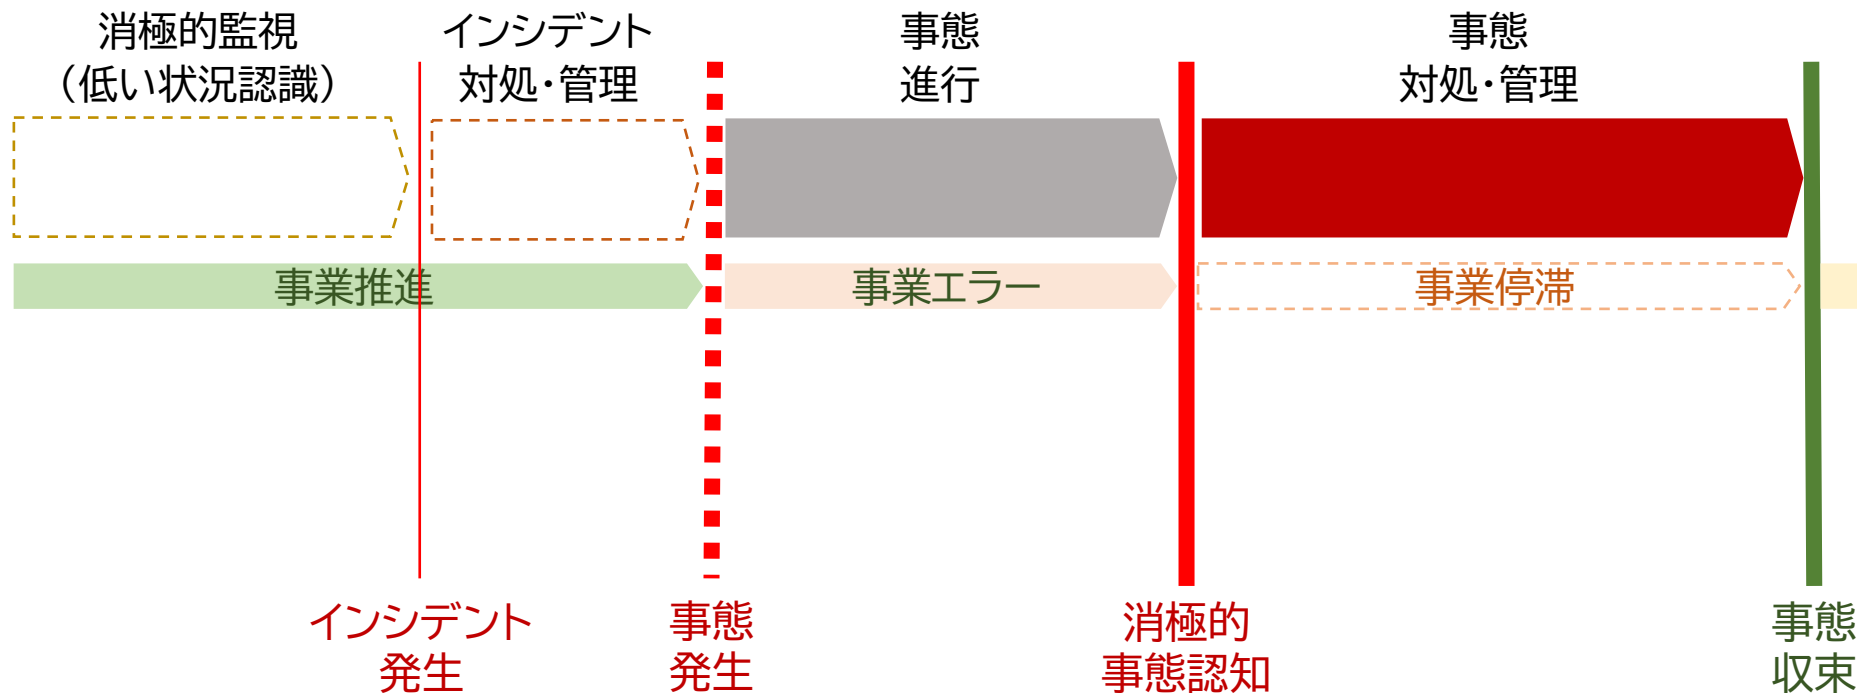 消極的監視
（低い状況認識）
インシデント
対処・管理
事態
進行
事態
対処・管理
事業推進
事業エラー
事業停滞
インシデント
発生
事態
発生
消極的
事態認知
事態
収束